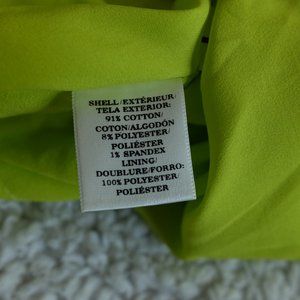 SHELL/EXTÉRIEUR/
TELA EXTERIOR:
91% COTTON/
COTON/ALGODÓN
8% POLYESTER/
POLIÉSTER
1% SPANDEX
LINING/
DOUBLURE/FORRO:
100% POLYESTER/
POLIÉSTER